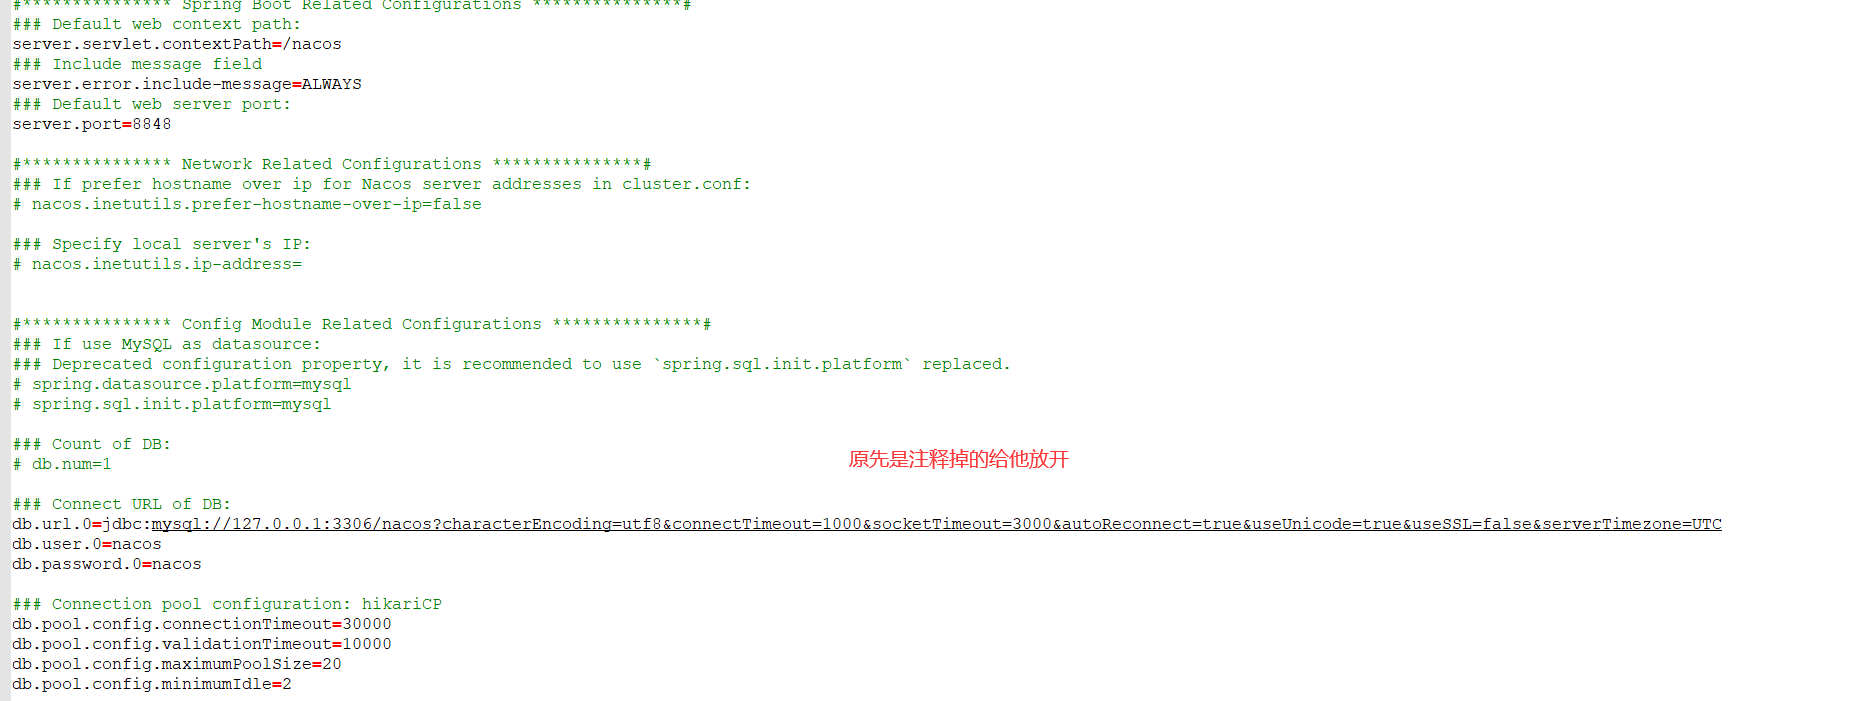 #*************** Spring Boot Related Configurations ***************#
### Default web context path:
server.servlet.contextPath=/nacos
### Include message field
server.error.include-message=ALWAYS
### Default web server port:
server.port=8848
#*************** Network Related Configurations ***************#
### If prefer hostname over ip for Nacos server addresses in cluster.conf:
# nacos.inetutils.prefer-hostname-over-ip=false
### Specify local server's IP:
# nacos.inetutils.ip-address=
#*************** Config Module Related Configurations ***************#
### If use MySQL as datasource:
### Deprecated configuration property, it is recommended to use `spring.sql.init.platform` replaced.
# spring.datasource.platform=mysql
# spring.sql.init.platform=mysql
### Count of DB:
# db.num=1
原先是注释掉的给他放开
### Connect URL of DB:
db.url.0=jdbc:mysql://127.0.0.1:3306/nacos?characterEncoding=utf8&connectTimeout=1000&socketTimeout=3000&autoReconnect=true&useUnicode=true&useSSL=false&serverTimezone=UTC
db.user.0=nacos
db.password.0=nacos
### Connection pool configuration: hikariCP
db.pool.config.connectionTimeout=30000
db.pool.config.validationTimeout=10000
db.pool.config.maximumPoolSize=20
db.pool.config.minimumIdle=2